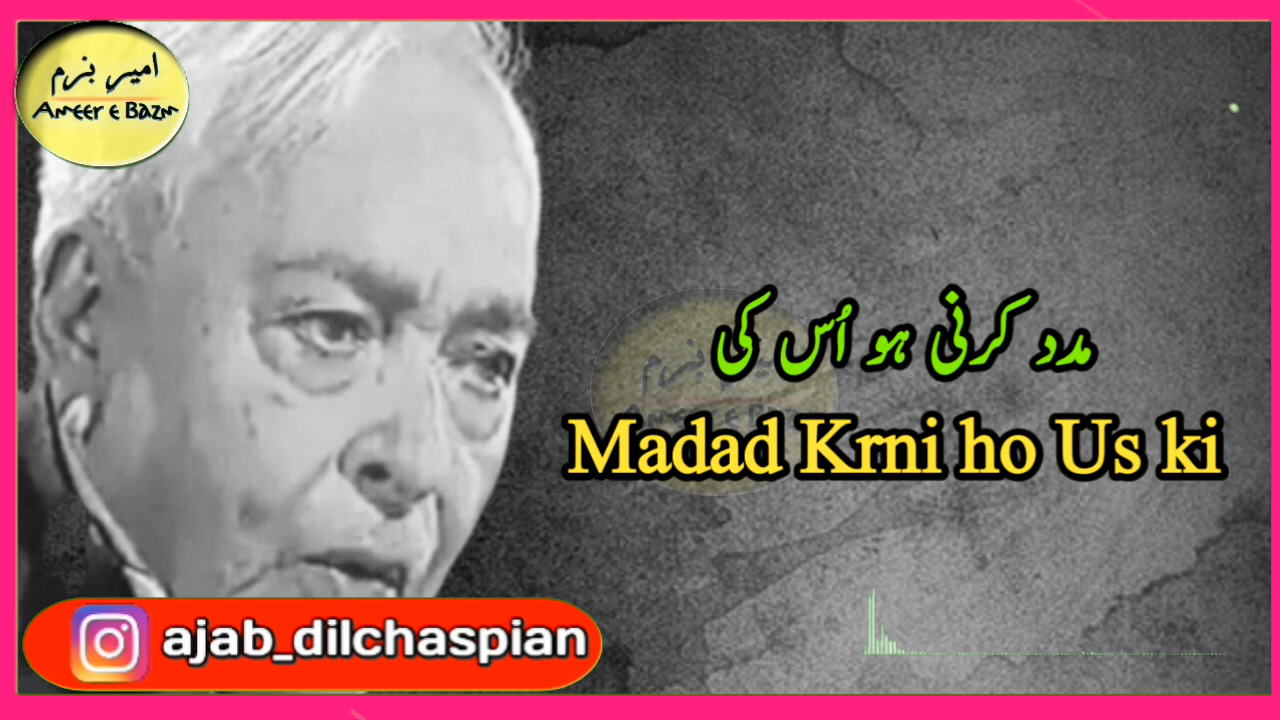 امیرِ بزم
Ameer e Bazm
مدد کرنی ہو اُس کی
Madad Krni ho Us ki
ajab_dilchaspian